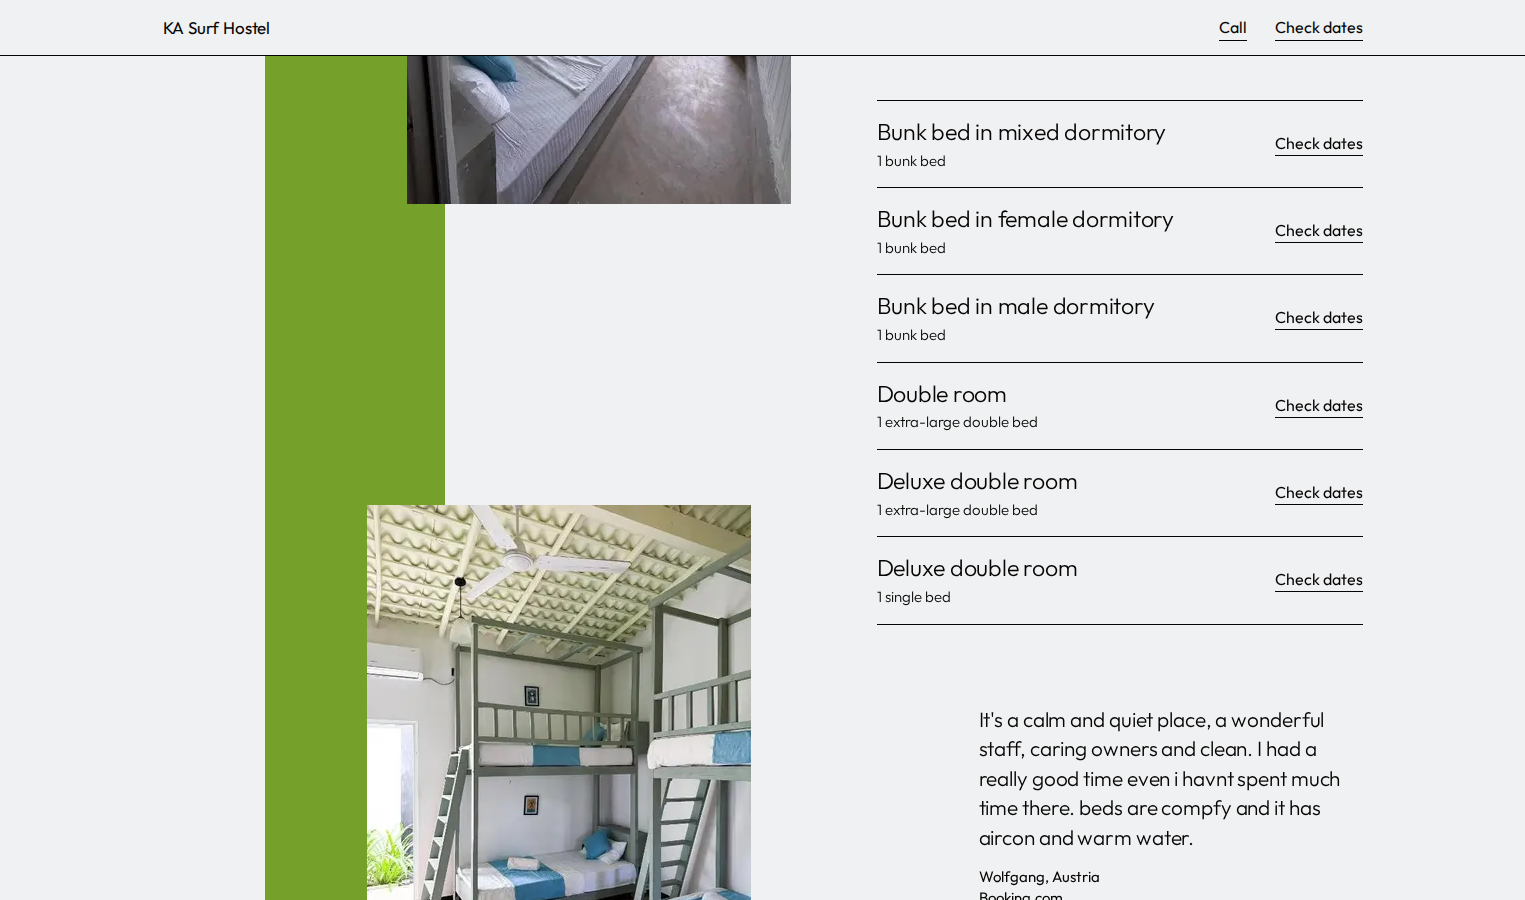 KA Surf Hostel
Call
Check dates
Bunk bed in mixed dormitory
1 bunk bed
Check dates
Bunk bed in female dormitory
1 bunk bed
Check dates
Bunk bed in male dormitory
1 bunk bed
Check dates
Double room
1 extra-large double bed
Check dates
Deluxe double room
1 extra-large double bed
Check dates
Deluxe double room
1 single bed
Check dates
It's a calm and quiet place, a wonderful
staff, caring owners and clean. I had a
really good time even i havnt spent much
time there. beds are compfy and it has
aircon and warm water.
Wolfgang, Austria
Booking.com